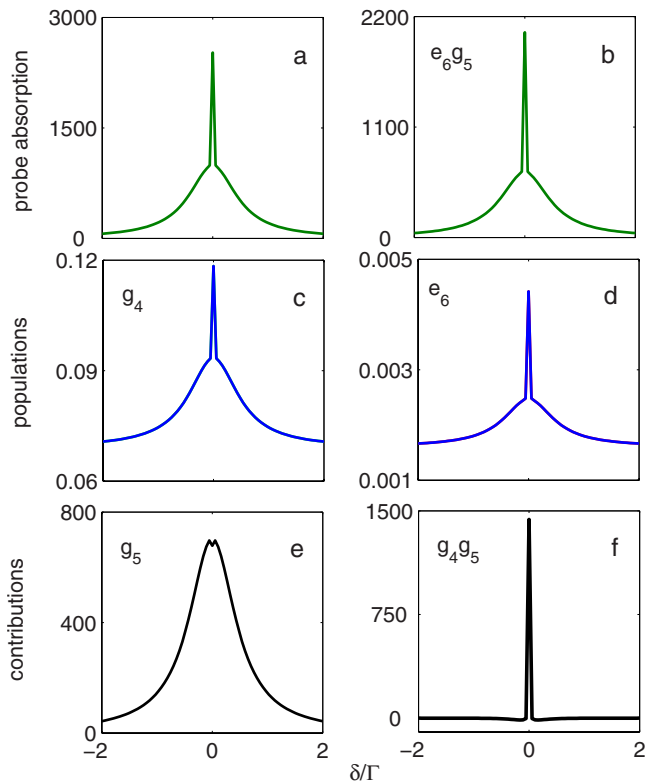 3000
1500
0
probe absorption
a
2200
1100
0
e₆g₅
b
0.12
0.09
0.06
populations
g₄
c
0.005
0.003
0.001
e₆
d
800
400
0
contributions
g₅
e
−2
0
2
1500
750
0
g₄g₅
f
−2
0
2
δ/Γ